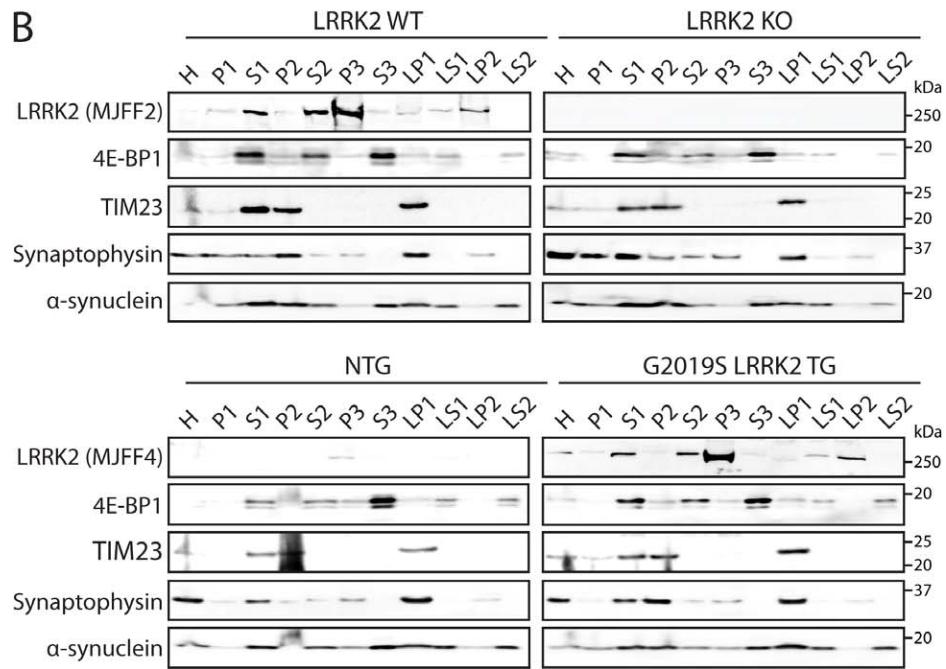 B
LRRK2 WT LRRK2 KO
H P1 S1 P2 S2 P3 S3 LP1 LS1 LP2 LS2 H P1 S1 P2 S2 P3 S3 LP1 LS1 LP2 LS2
kDa
LRRK2 (MJFF2) 250
4E-BP1 20
TIM23 25
20
Synaptophysin 37
α-synuclein 20
NTG G2019S LRRK2 TG
H P1 S1 P2 S2 P3 S3 LP1 LS1 LP2 LS2 H P1 S1 P2 S2 P3 S3 LP1 LS1 LP2 LS2
kDa
LRRK2 (MJFF4) 250
4E-BP1 20
TIM23 25
20
Synaptophysin 37
α-synuclein 20